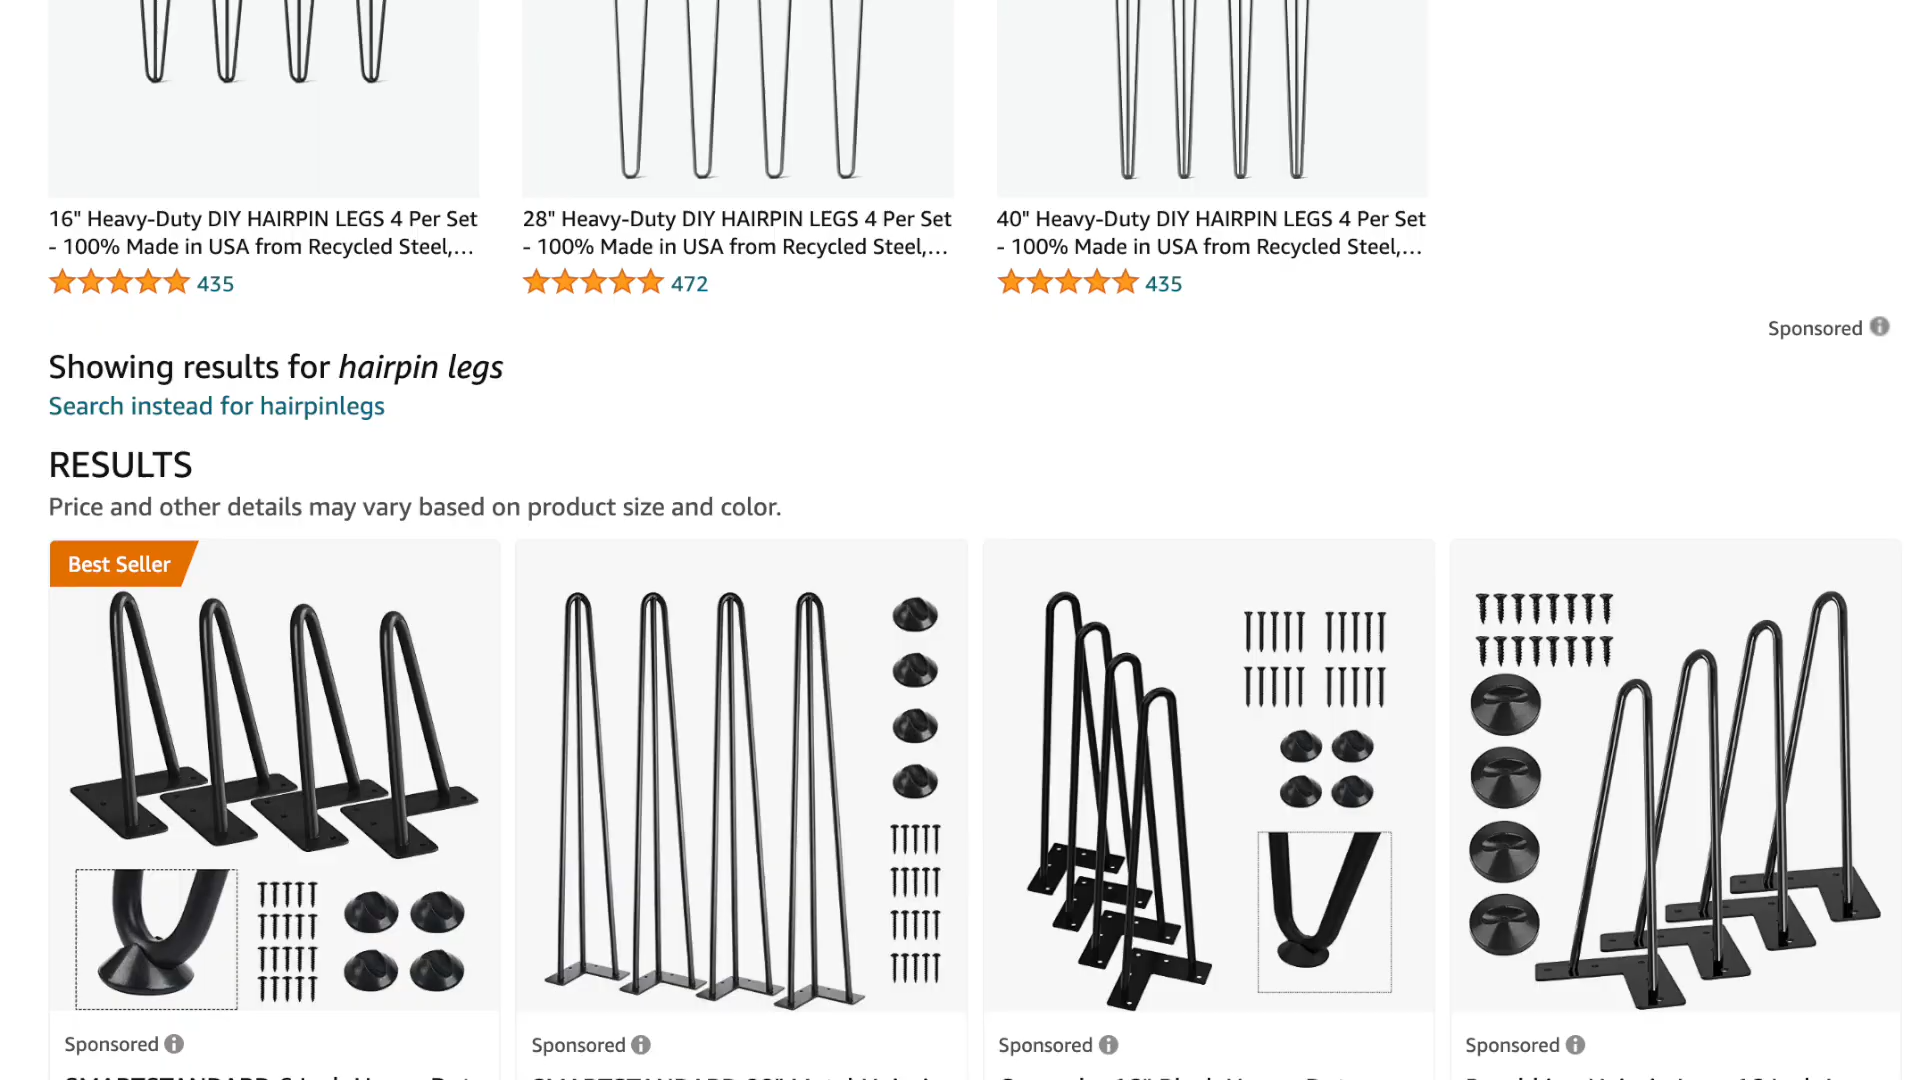 16" Heavy-Duty DIY HAIRPIN LEGS 4 Per Set
- 100% Made in USA from Recycled Steel,...
435
28" Heavy-Duty DIY HAIRPIN LEGS 4 Per Set
- 100% Made in USA from Recycled Steel,...
472
40" Heavy-Duty DIY HAIRPIN LEGS 4 Per Set
- 100% Made in USA from Recycled Steel,...
435
Sponsored
Showing results for hairpin legs
Search instead for hairpinlegs
RESULTS
Price and other details may vary based on product size and color.
Best Seller
Sponsored
Sponsored
Sponsored
Sponsored